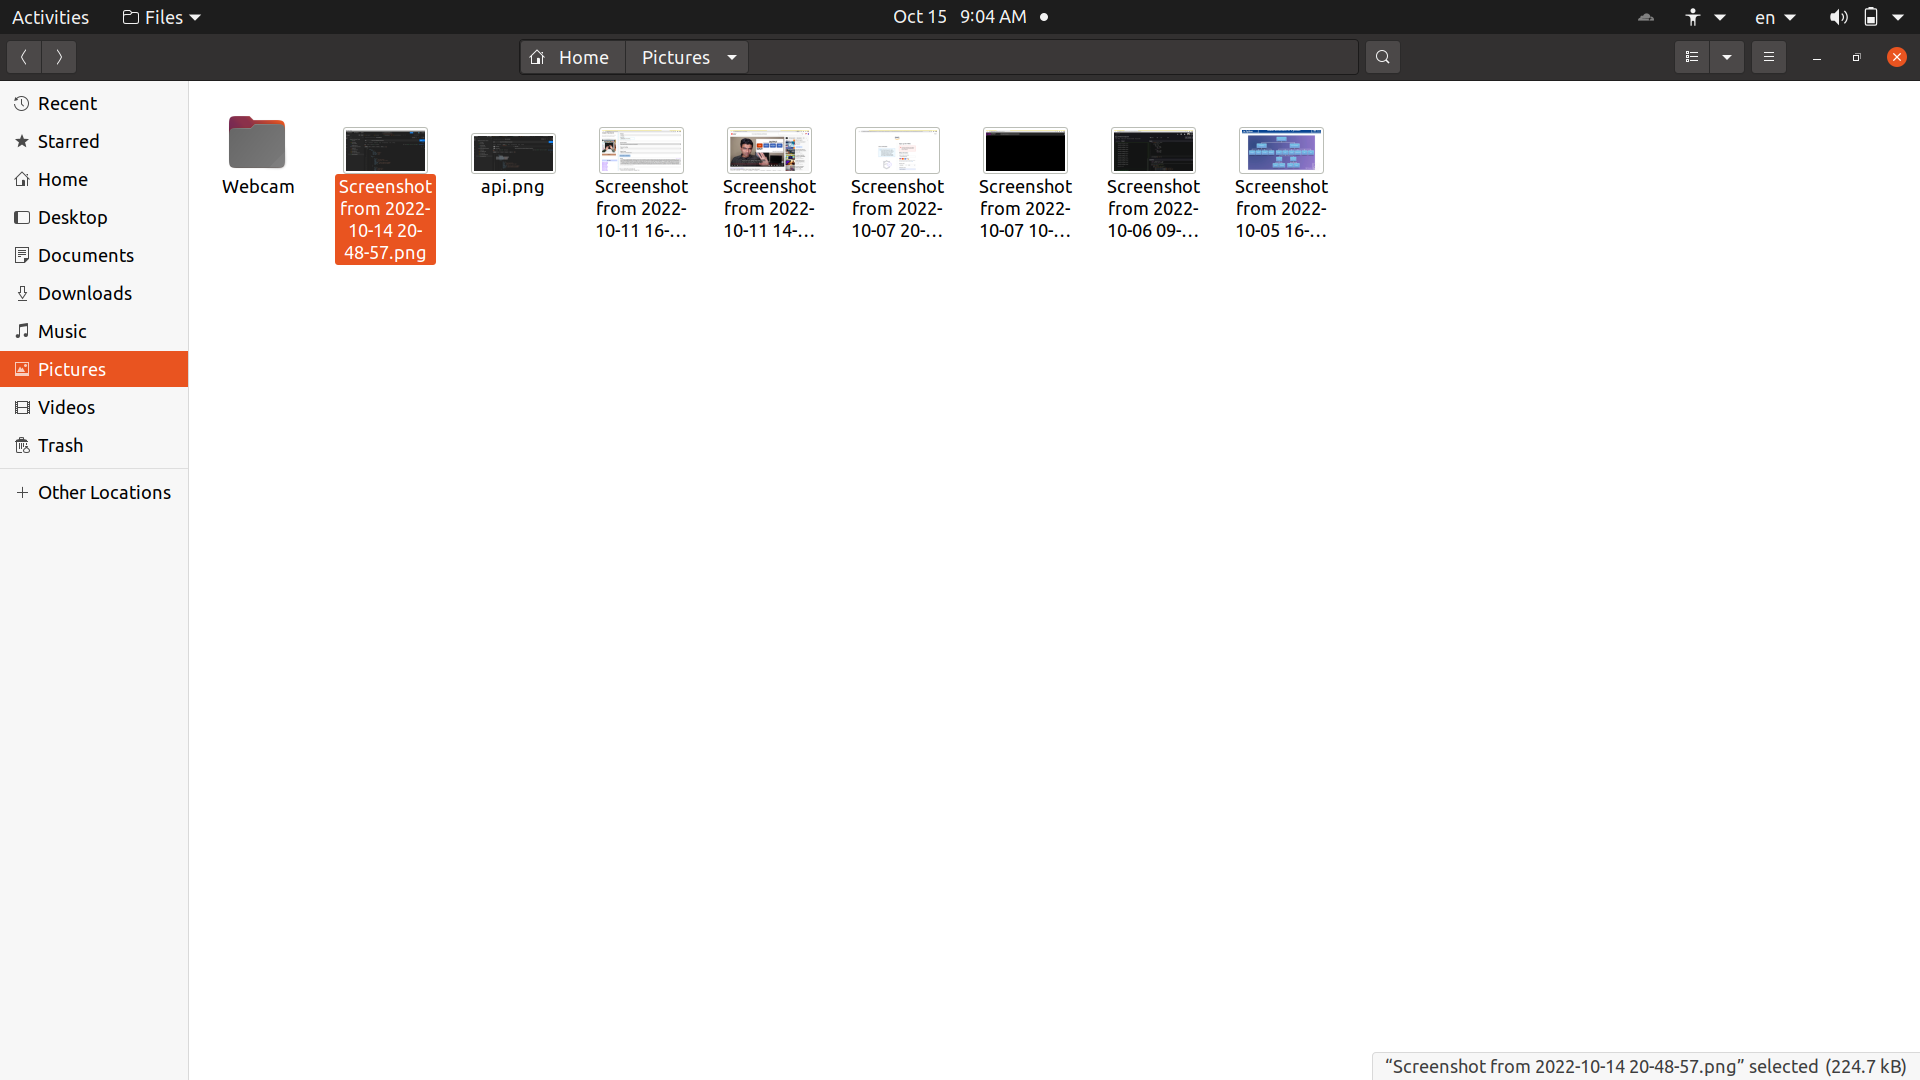 Activities
Files
Oct 15 9:04 AM
en
Home
Pictures
Recent
Starred
Home
Desktop
Documents
Downloads
Music
Pictures
Videos
Trash
Other Locations
Webcam
Screenshot
from 2022-
10-14 20-
48-57.png
api.png
Screenshot
from 2022-
10-11 16-...
Screenshot
from 2022-
10-11 14-...
Screenshot
from 2022-
10-07 20-...
Screenshot
from 2022-
10-07 10-...
Screenshot
from 2022-
10-06 09-...
Screenshot
from 2022-
10-05 16-...
“Screenshot from 2022-10-14 20-48-57.png” selected (224.7 kB)